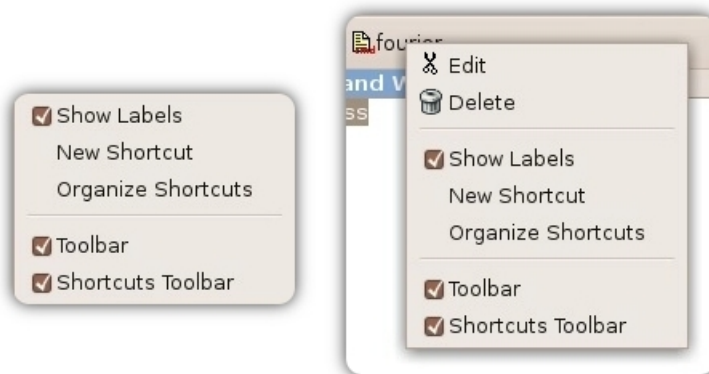 Show Labels
New Shortcut
Organize Shortcuts
Toolbar
Shortcuts Toolbar
fourier
and W
ss
Edit
Delete
Show Labels
New Shortcut
Organize Shortcuts
Toolbar
Shortcuts Toolbar